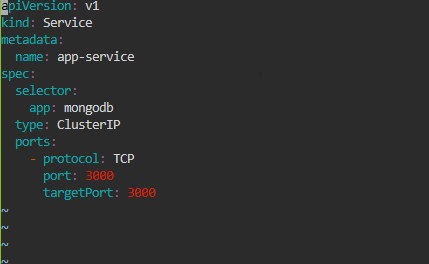 apiVersion: v1
kind: Service
metadata:
  name: app-service
spec:
  selector:
    app: mongodb
  type: ClusterIP
  ports:
    - protocol: TCP
      port: 3000
      targetPort: 3000
~
~
~
~